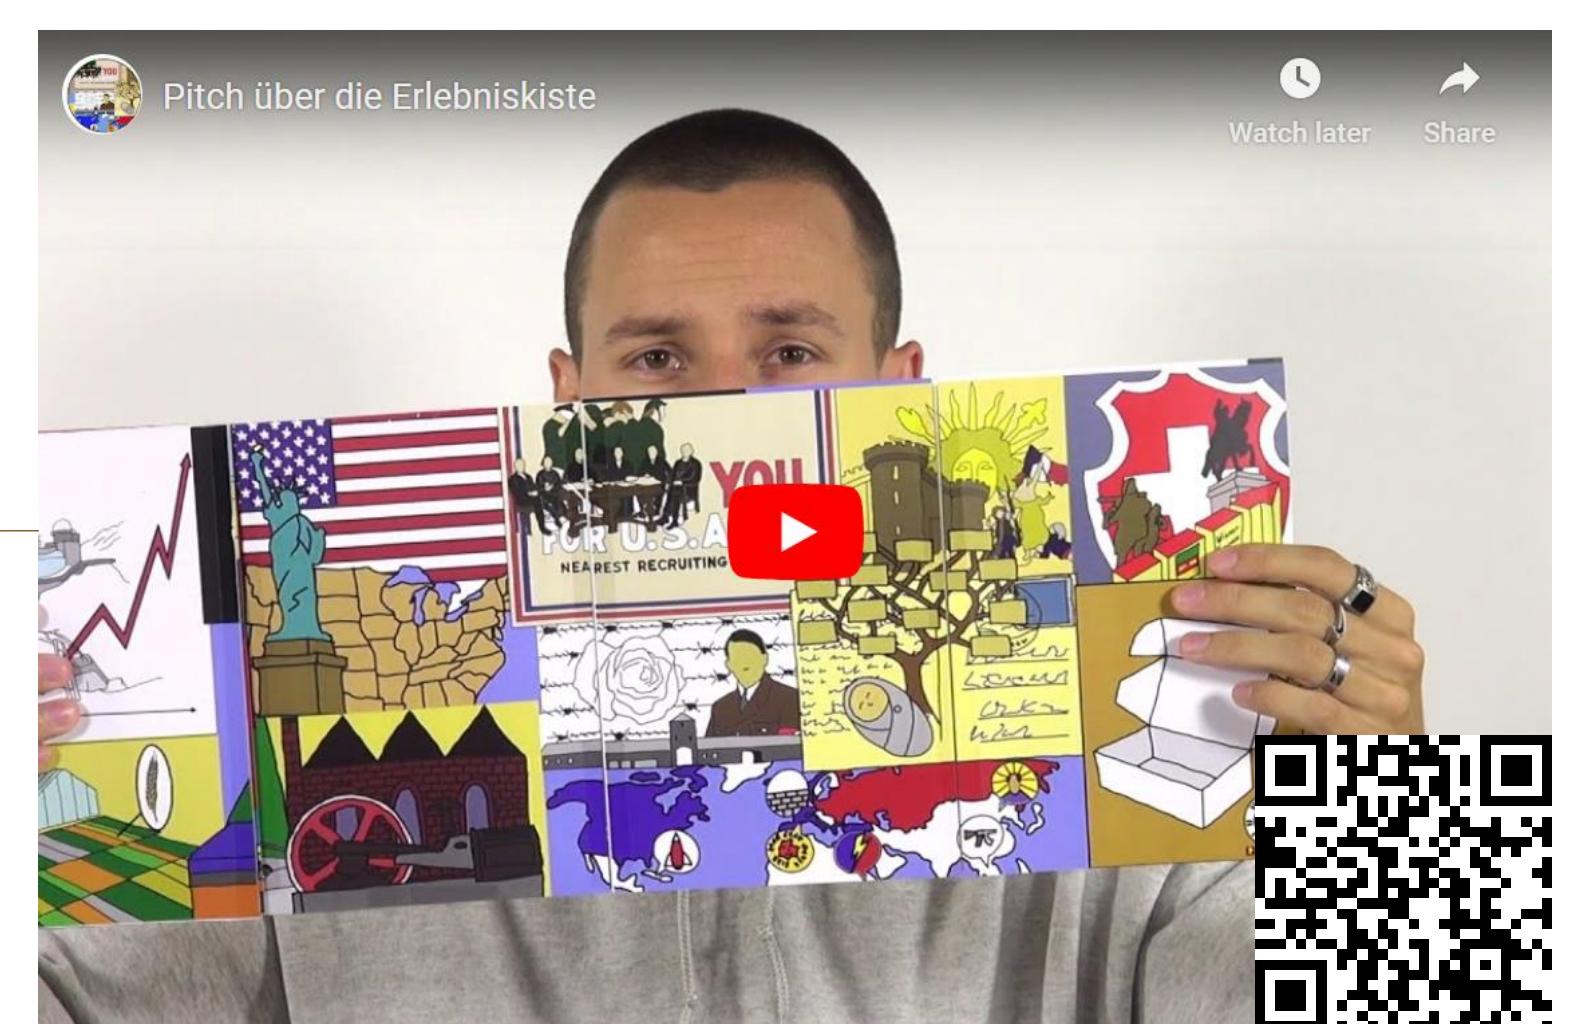 Pitch über die Erlebniskiste
Watch later
Share
YOU
FOR U.S.A
NEAREST RECRUITING